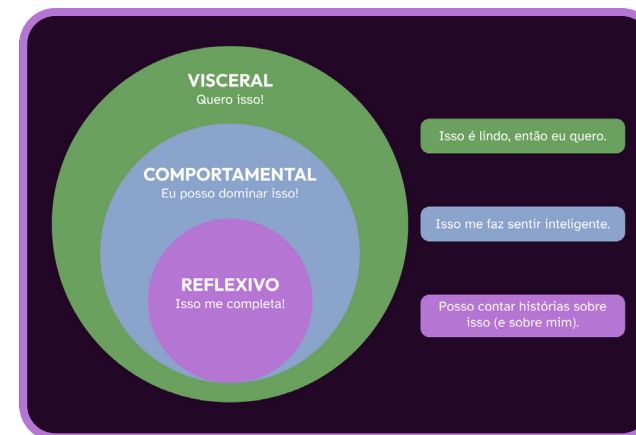 VISCERAL
Quero isso!
COMPORTAMENTAL
Eu posso dominar isso!
REFLEXIVO
Isso me completa!
Isso é lindo, então eu quero.
Isso me faz sentir inteligente.
Posso contar histórias sobre
isso (e sobre mim).